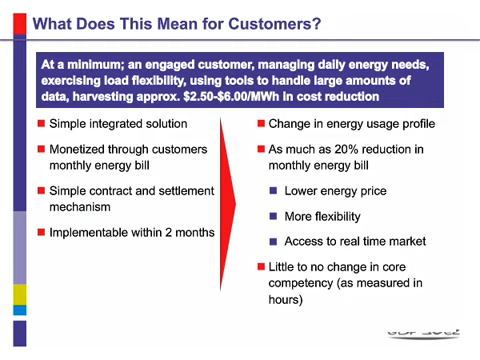 What Does This Mean for Customers?
At a minimum; an engaged customer, managing daily energy needs,
exercising load flexibility, using tools to handle large amounts of
data, harvesting approx. $2.50-$6.00/MWh in cost reduction
Simple integrated solution
Monetized through customers
monthly energy bill
Simple contract and settlement
mechanism
Implementable within 2 months
Change in energy usage profile
As much as 20% reduction in
monthly energy bill
Lower energy price
More flexibility
Access to real time market
Little to no change in core
competency (as measured in
hours)